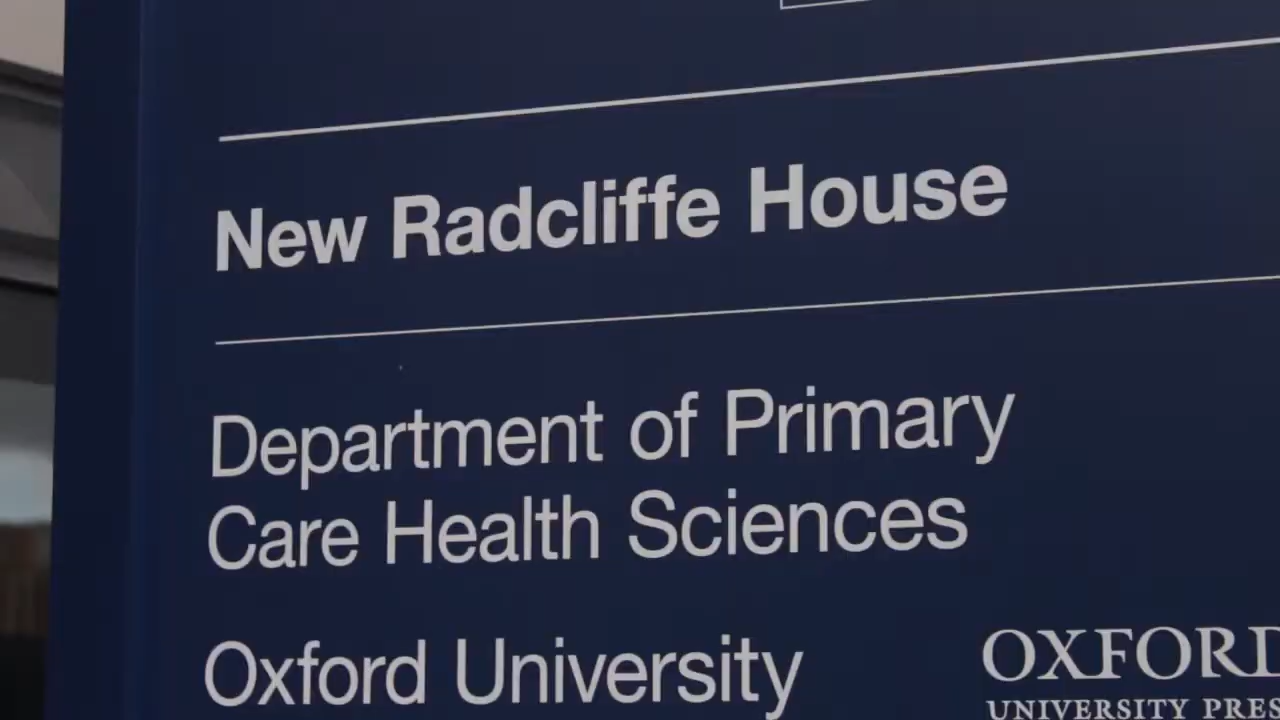 New Radcliffe House
Department of Primary
Care Health Sciences
Oxford University
OXFORD
UNIVERSITY PRES